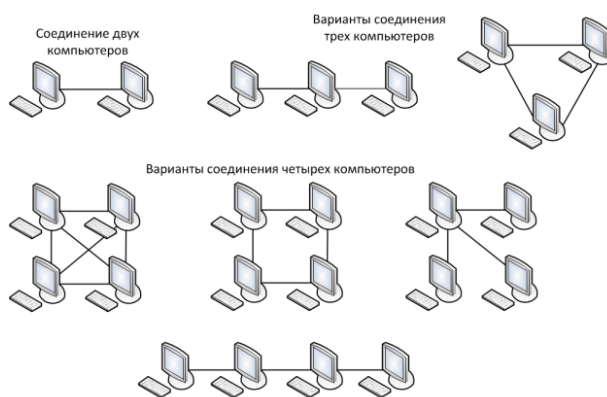 Соединение двух
компьютеров
Варианты соединения
трех компьютеров
Варианты соединения четырех компьютеров